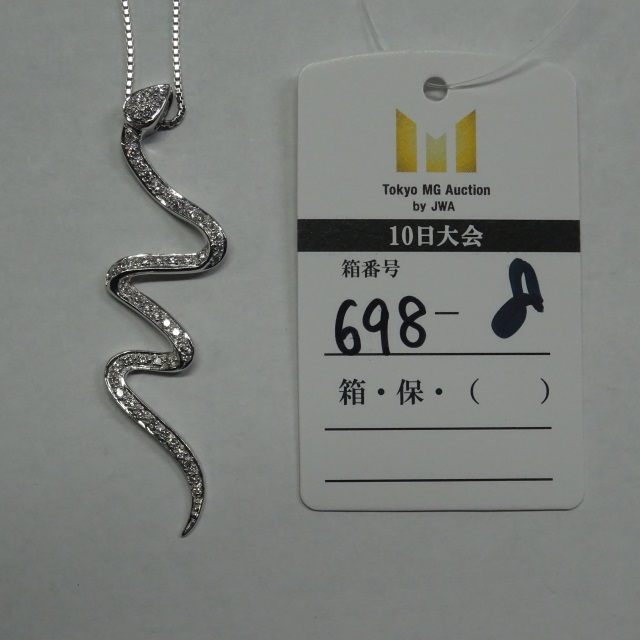 Tokyo MG Auction
by JWA
10日大会
箱番号
698-
箱・保・（　　）